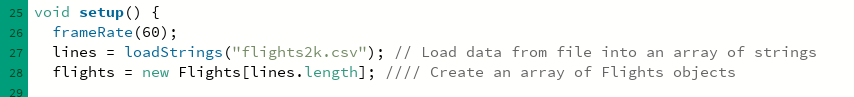 25 void setup() {
26   frameRate(60);
27   lines = loadStrings("flights2k.csv"); // Load data from file into an array of strings
28   flights = new Flights[lines.length]; //// Create an array of Flights objects
29